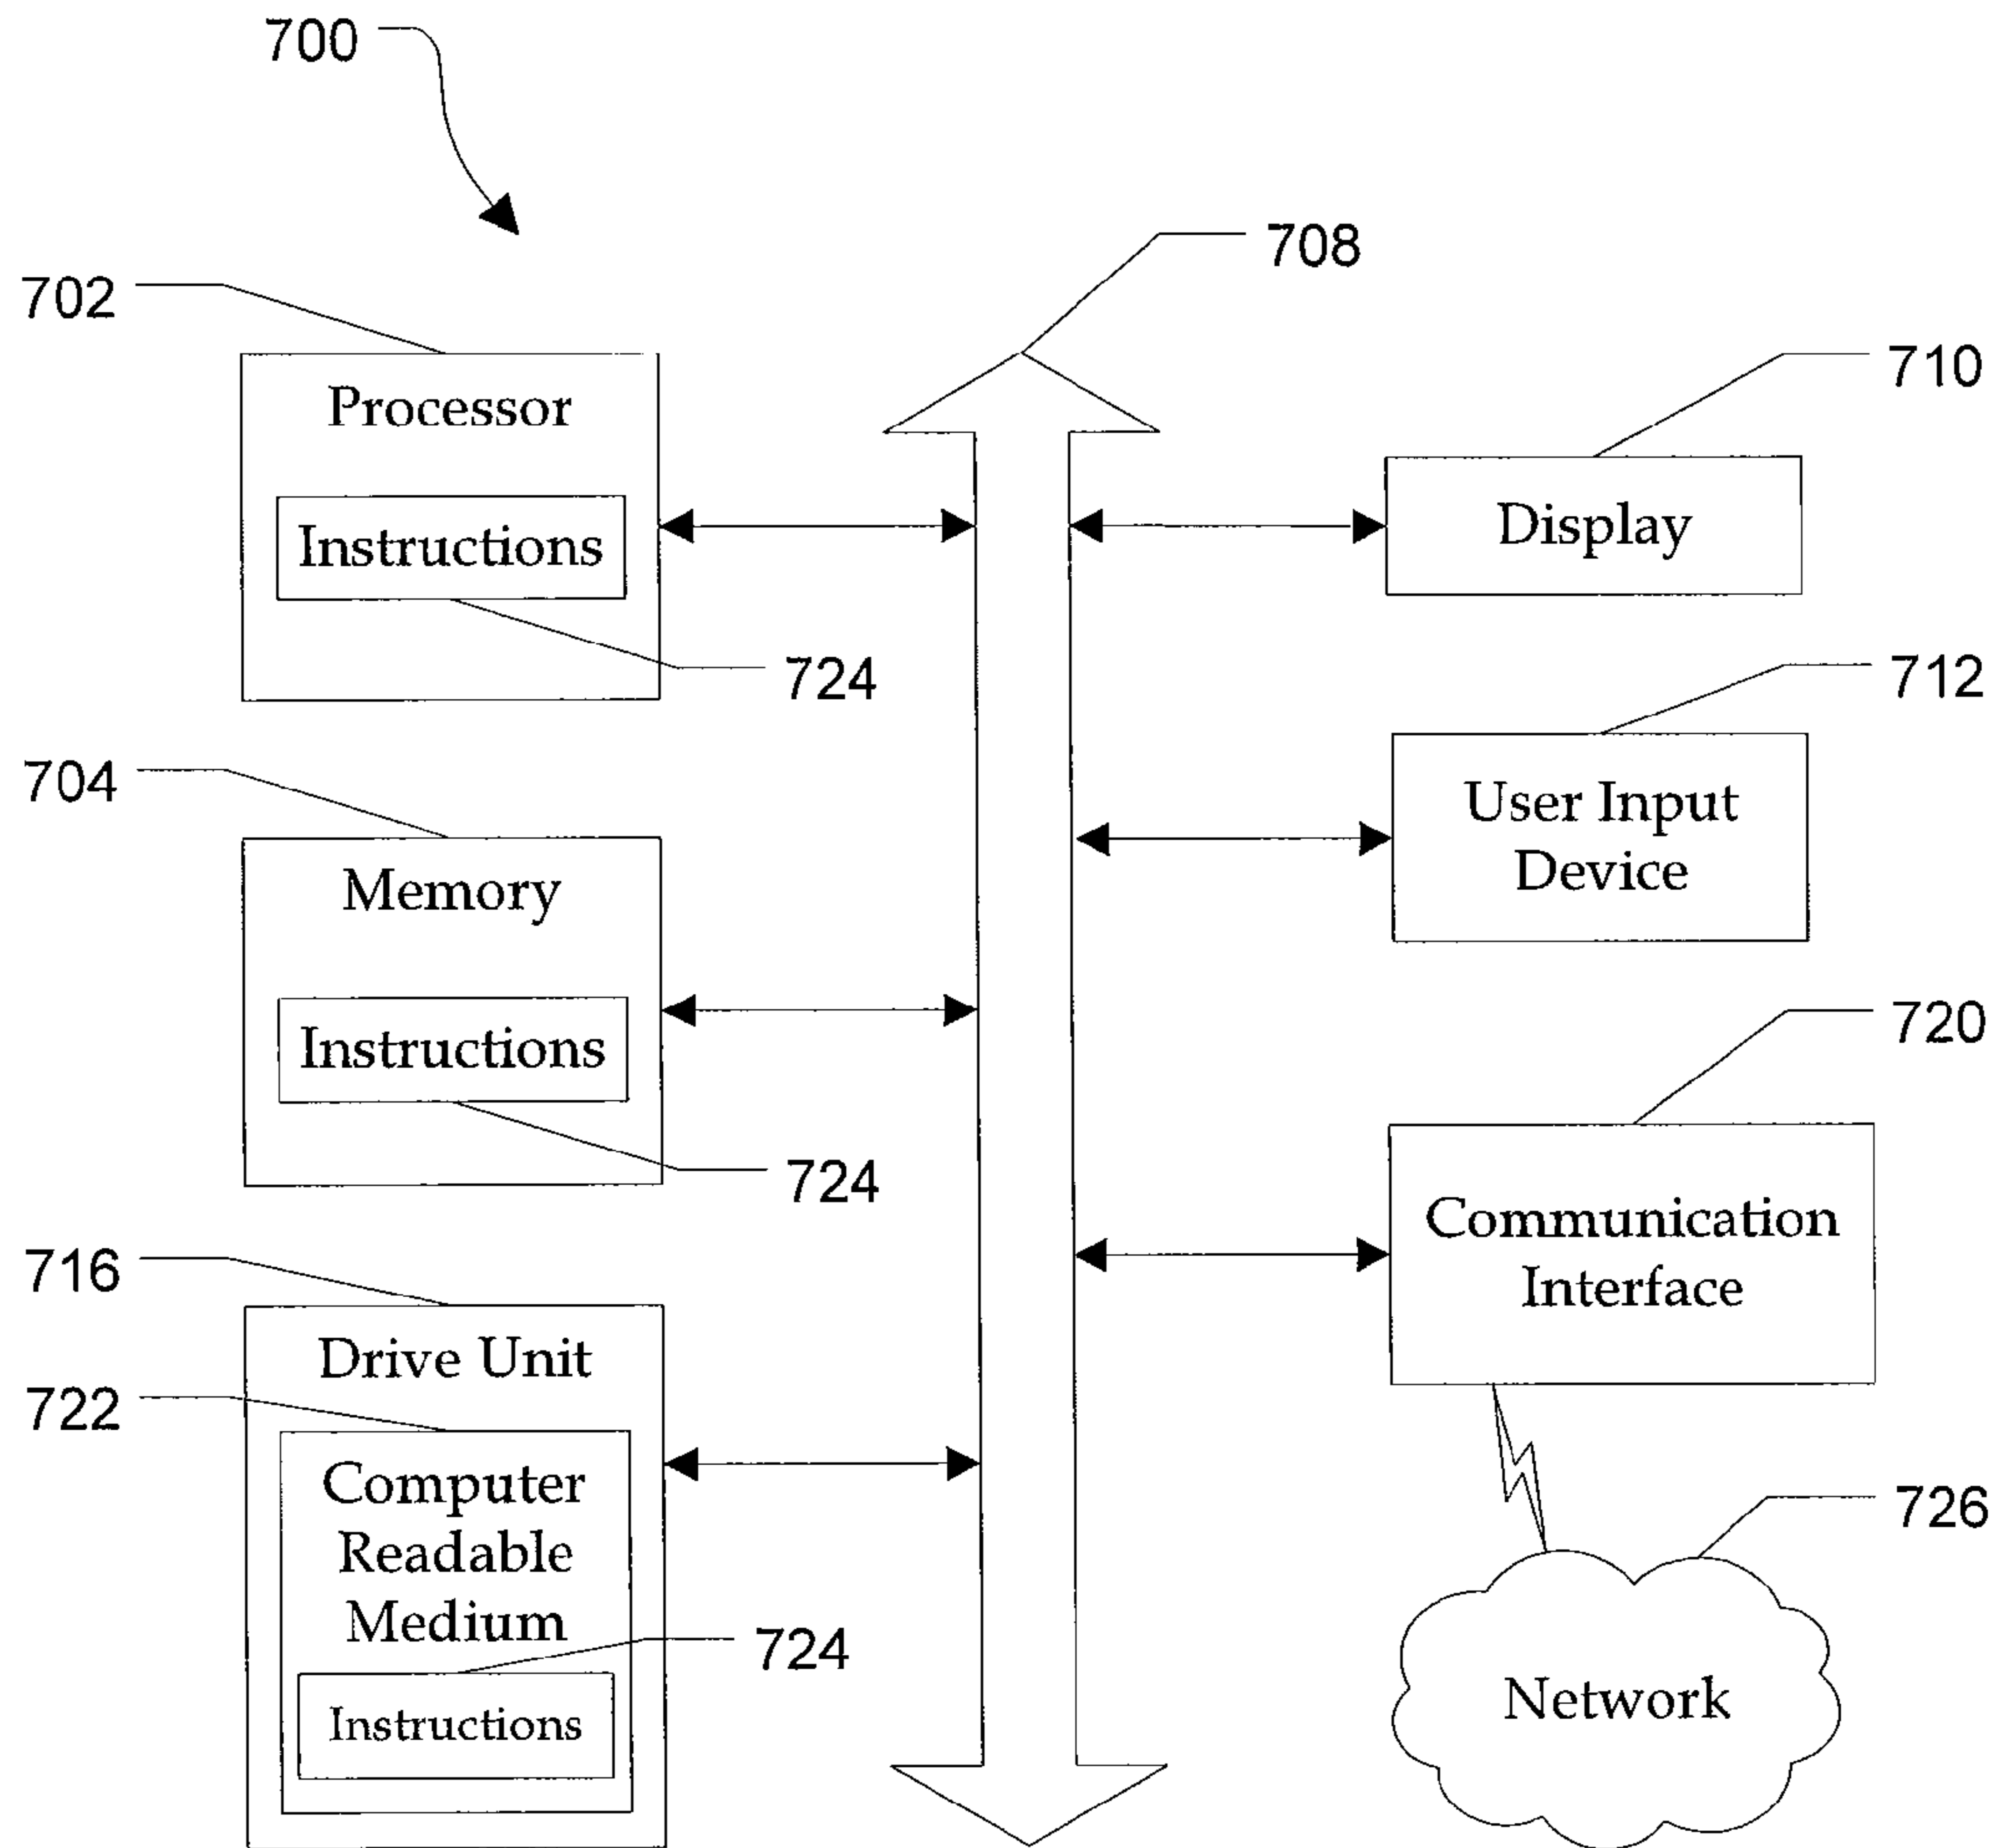 700
708
702
710
Processor
Display
Instructions
724
712
704
User Input
Device
Memory
720
Instructions
724
Communication
Interface
716
Drive Unit
722
Computer
Readable
Medium
726
724
Instructions
Network